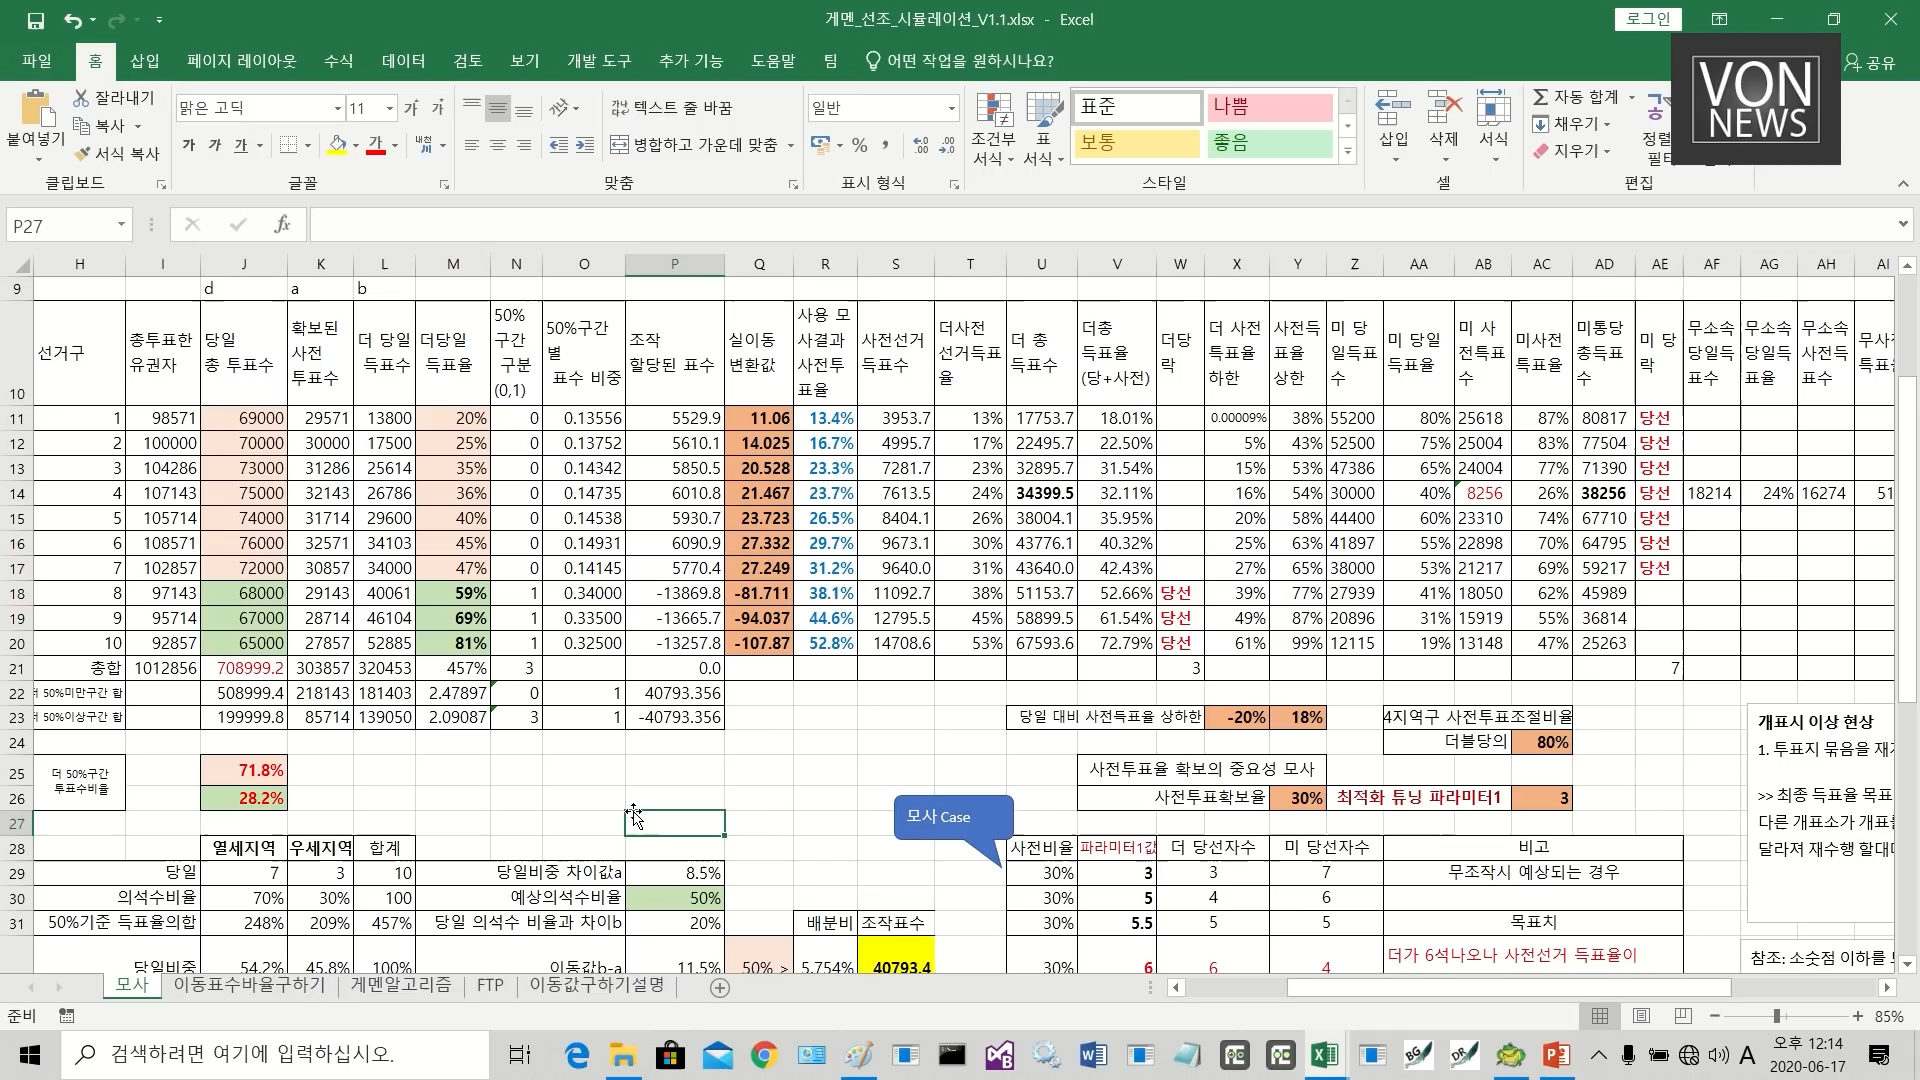 게멘_선조_시뮬레이션_V1.1.xlsx - Excel
로그인
파일 홈 삽입 페이지 레이아웃 수식 데이터 검토 보기 개발 도구 추가 기능 도움말 팀 어떤 작업을 원하시나요? 공유
VON
NEWS
붙여넣기 잘라내기 복사 서식 복사
맑은 고딕 11 가 가
가 가 가 내천
텍스트 줄 바꿈
병합하고 가운데 맞춤
일반
조건부 서식 표 서식
표준 나쁨
보통 좋음
삽입 삭제 서식
자동 합계
채우기
지우기
클립보드 글꼴 맞춤 표시 형식 스타일 셀 편집
P27 fx
H I J K L M N O P Q R S T U V W X Y Z AA AB AC AD AE AF AG AH AI
9 d a b
10 선거구 총투표한 유권자 당일 총 투표수 확보된 사전 투표수 더 당일 득표수 더당일 득표율 50% 구간 구분 (0,1) 50%구간 별 표수 비중 조작 할당된 표수 실이동 변환값 사용 모사결과 사전투표율 사전선거 득표수 더사전 선거득표율 더 총 득표수 더총 득표율 (당+사전) 더당락 더 사전 특표율 하한 사전득표율 상한 미 당일득표수 미 당일득표율 미 사전특표수 미사전 득표율 미통당 총득표수 미 당락 무소속 당일득표수 무소속 당일득표율 무소속 사전득표수
11 1 98571 69000 29571 13800 20% 0 0.13556 5529.9 11.06 13.4% 3953.7 13% 17753.7 18.01% 0.00009% 38% 55200 80% 25618 87% 80817 당선
12 2 100000 70000 30000 17500 25% 0 0.13752 5610.1 14.025 16.7% 4995.7 17% 22495.7 22.50% 5% 43% 52500 75% 25004 83% 77504 당선
13 3 104286 73000 31286 25614 35% 0 0.14342 5850.5 20.528 23.3% 7281.7 23% 32895.7 31.54% 15% 53% 47386 65% 24004 77% 71390 당선
14 4 107143 75000 32143 26786 36% 0 0.14735 6010.8 21.467 23.7% 7613.5 24% 34399.5 32.11% 16% 54% 30000 40% 8256 26% 38256 당선 18214 24% 16274 51
15 5 105714 74000 31714 29600 40% 0 0.14538 5930.7 23.723 26.5% 8404.1 26% 38004.1 35.95% 20% 58% 44400 60% 23310 74% 67710 당선
16 6 108571 76000 32571 34103 45% 0 0.14931 6090.9 27.332 29.7% 9673.1 30% 43776.1 40.32% 25% 63% 41897 55% 22898 70% 64795 당선
17 7 102857 72000 30857 34000 47% 0 0.14145 5770.4 27.249 31.2% 9640.0 31% 43640.0 42.43% 27% 65% 38000 53% 21217 69% 59217 당선
18 8 97143 68000 29143 40061 59% 1 0.34000 -13869.8 -81.711 38.1% 11092.7 38% 51153.7 52.66% 당선 39% 77% 27939 41% 18050 62% 45989
19 9 95714 67000 28714 46104 69% 1 0.33500 -13665.7 -94.037 44.6% 12795.5 45% 58899.5 61.54% 당선 49% 87% 20896 31% 15919 55% 36814
20 10 92857 65000 27857 52885 81% 1 0.32500 -13257.8 -107.87 52.8% 14708.6 53% 67593.6 72.79% 당선 61% 99% 12115 19% 13148 47% 25263
21 총합 1012856 708999.2 303857 320453 457% 3 0.0 3 7
22 50%미만구간 합 508999.4 218143 181403 2.47897 0 1 40793.356
23 50%이상구간 합 199999.8 85714 139050 2.09087 3 1 -40793.356 당일 대비 사전득표율 상하한 -20% 18% 4지역구 사전투표조절비율
24 더블당의 80%
25 더 50%구간 투표수비율 71.8% 사전투표율 확보의 중요성 모사
26 28.2% 사전투표확보율 30% 최적화 튜닝 파라미터1 3
27 모사 Case
28 열세지역 우세지역 합계 사전비율 파라미터1값 더 당선자수 미 당선자수 비고
29 당일 7 3 10 당일비중 차이값a 8.5% 30% 3 3 7 무조작시 예상되는 경우
30 의석수비율 70% 30% 100 예상의석수비율 50% 30% 5 4 6
31 50%기준 득표율의합 248% 209% 457% 당일 의석수 비율과 차이b 20% 배분비 조작표수 30% 5.5 5 5 목표치
당일비중 54.2% 45.8% 100% 이동값b-a 11.5% 50% > 5.754% 40793.4 30% 6 6 4 더가 6석나오나 사전선거 득표율이
개표시 이상 현상
1. 투표지 묶음을 재
>> 최종 득표율 목표
다른 개표소가 개표
달라져 재수행 할대
참조: 소숫점 이하를
모사 이동표수바율구하기 게멘알고리즘 FTP 이동값구하기설명
준비 85%
검색하려면 여기에 입력하십시오.
A 오후 12:14
2020-06-17